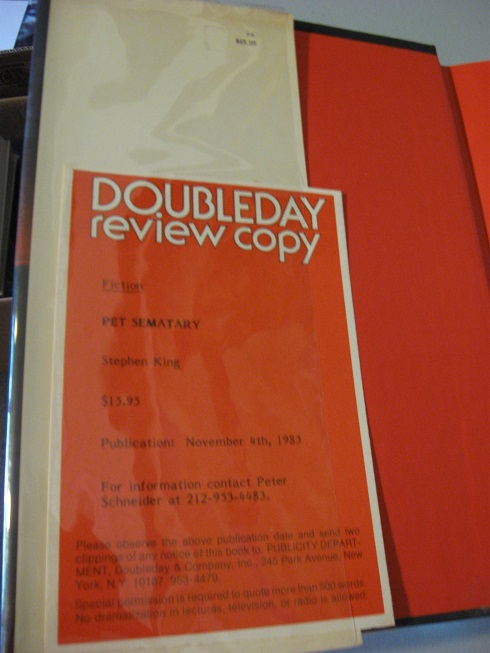 $15.95
DOUBLEDAY
review copy
Fiction
PET SEMATARY
Stephen King
$15.95
Publication: November 4th, 1983
For information contact Peter
Schneider at 212-953-4483.
Please observe the above publication date and send two
clippings of any notice of this book to: PUBLICITY DEPART-
MENT, Doubleday & Company, Inc., 245 Park Avenue, New
York, N.Y. 10167 953-4479.
Special permission is required to quote more than 500 words.
No dramatization in lectures, television, or radio is allowed.